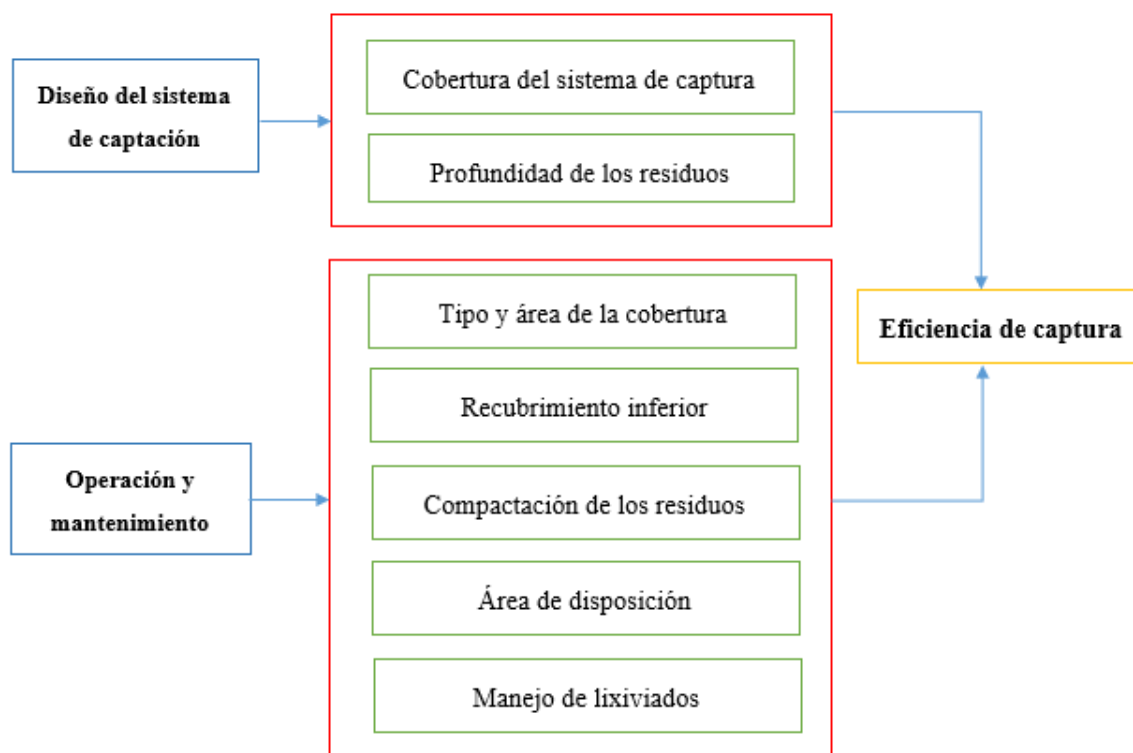 Diseño del sistema
de captación
Cobertura del sistema de captura
Profundidad de los residuos
Operación y
mantenimiento
Tipo y área de la cobertura
Recubrimiento inferior
Compactación de los residuos
Área de disposición
Manejo de lixiviados
Eficiencia de captura